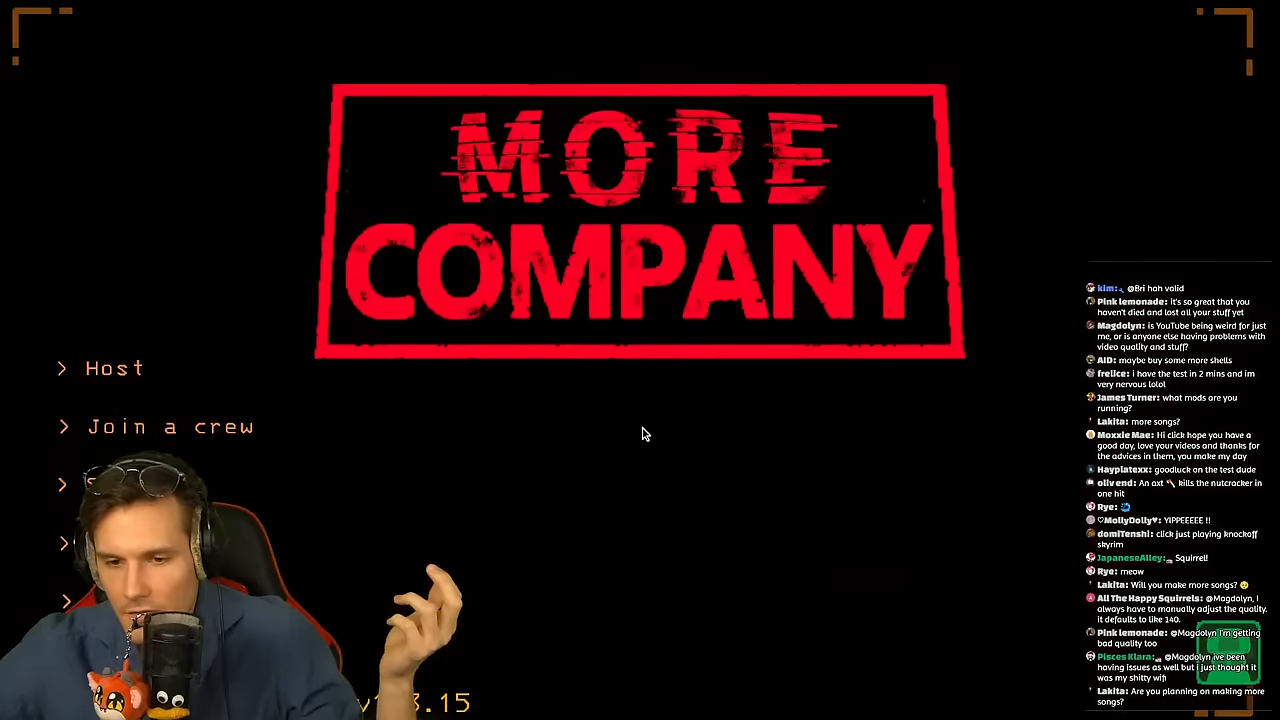 MORE
COMPANY
> Host
> Join a crew
>
>
>
3.15
kim: @Bri hah valid
Pink lemonade: it's so great that you
haven't died and lost all your stuff yet
Magdolyn: is YouTube being weird for just
me, or is anyone else having problems with
video quality and stuff?
AID: maybe buy some more shells
frelice: i have the test in 2 mins and im
very nervous lolol
James Turner: what mods are you
running?
Lakita: more songs?
Moxxie Mae: Hi click hope you have a
good day, love your videos and thanks for
the advices in them, you make my day
Hayplatexx: goodluck on the test dude
oliv end: An axt 🪓 kills the nutcracker in
one hit
Rye:
♡MollyDolly♥: YIPPEEEEE !!
domiTenshi: click just playing knockoff
skyrim
JapaneseAlley: Squirrel!
Rye: meow
Lakita: Will you make more songs? 🥺
All The Happy Squirrels: @Magdolyn, I
always have to manually adjust the quality.
it defaults to like 140.
Pink lemonade: @Magdolyn i'm getting
bad quality too
Pisces Klara: @Magdolyn ive been
having issues as well but i just thought it
was my shitty wifi
Lakita: Are you planning on making more
songs?